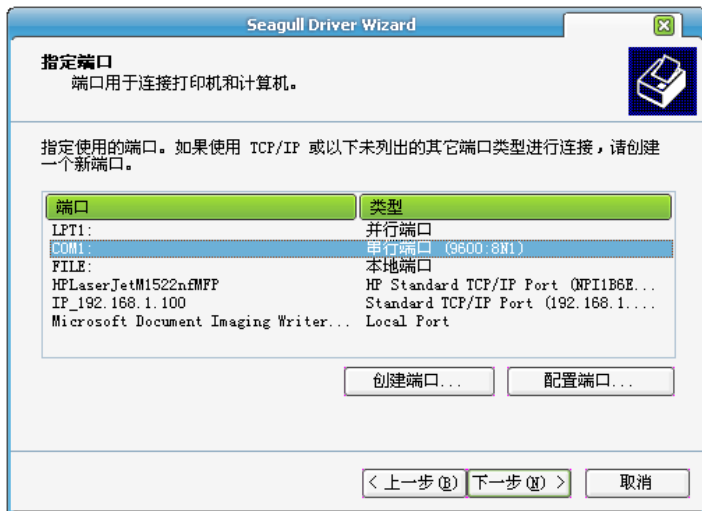 Seagull Driver Wizard
指定端口
端口用于连接打印机和计算机。
指定使用的端口。如果使用 TCP/IP 或以下未列出的其它端口类型进行连接，请创建
一个新端口。
端口 类型
LPT1: 并行端口
COM1: 串行端口 (9600:8N1)
FILE: 本地端口
HPLaserJetM1522nfMFP HP Standard TCP/IP Port (NPI1B6E...
IP_192.168.1.100 Standard TCP/IP Port (192.168.1....
Microsoft Document Imaging Writer... Local Port
创建端口... 配置端口...
< 上一步(B) 下一步(N) > 取消